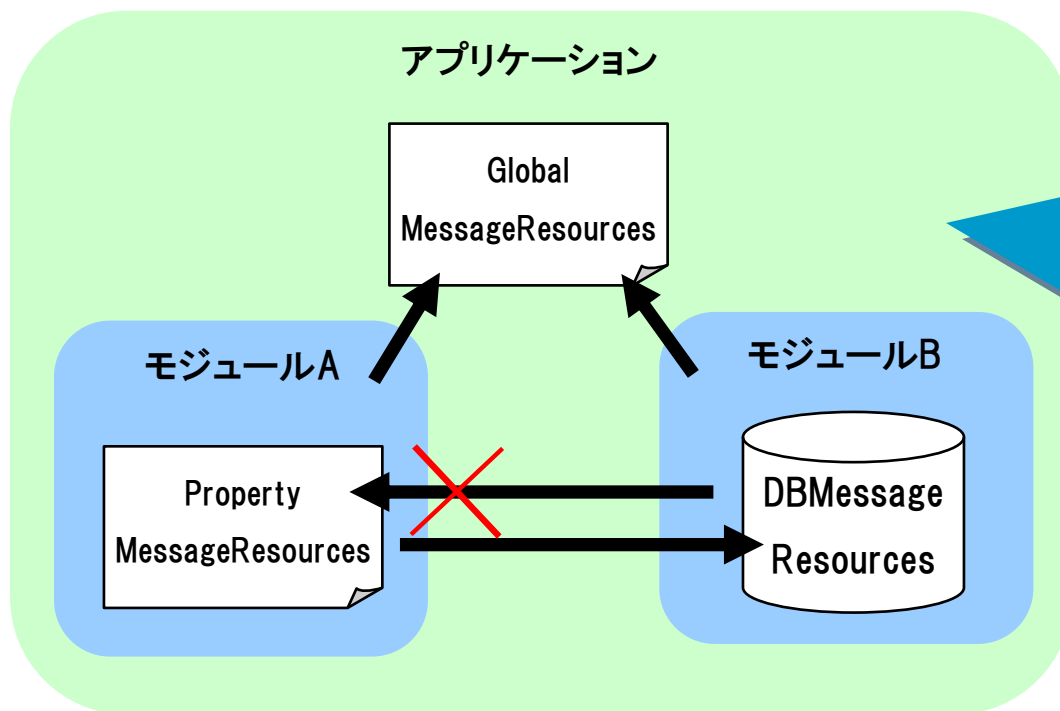 アプリケーション
Global
MessageResources
モジュールA
モジュールB
Property
MessageResources
DBMessage
Resources